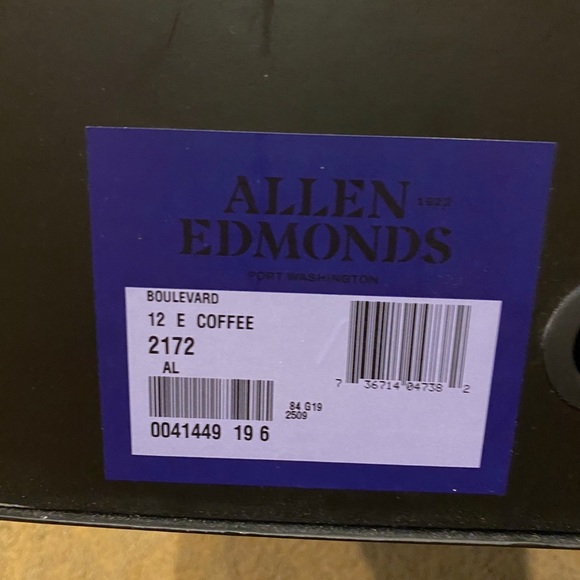 ALLEN 1922
EDMONDS
PORT WASHINGTON
BOULEVARD
12 E COFFEE
2172
AL
7 36714 04738 2
84 G19
2509
0041449 19 6